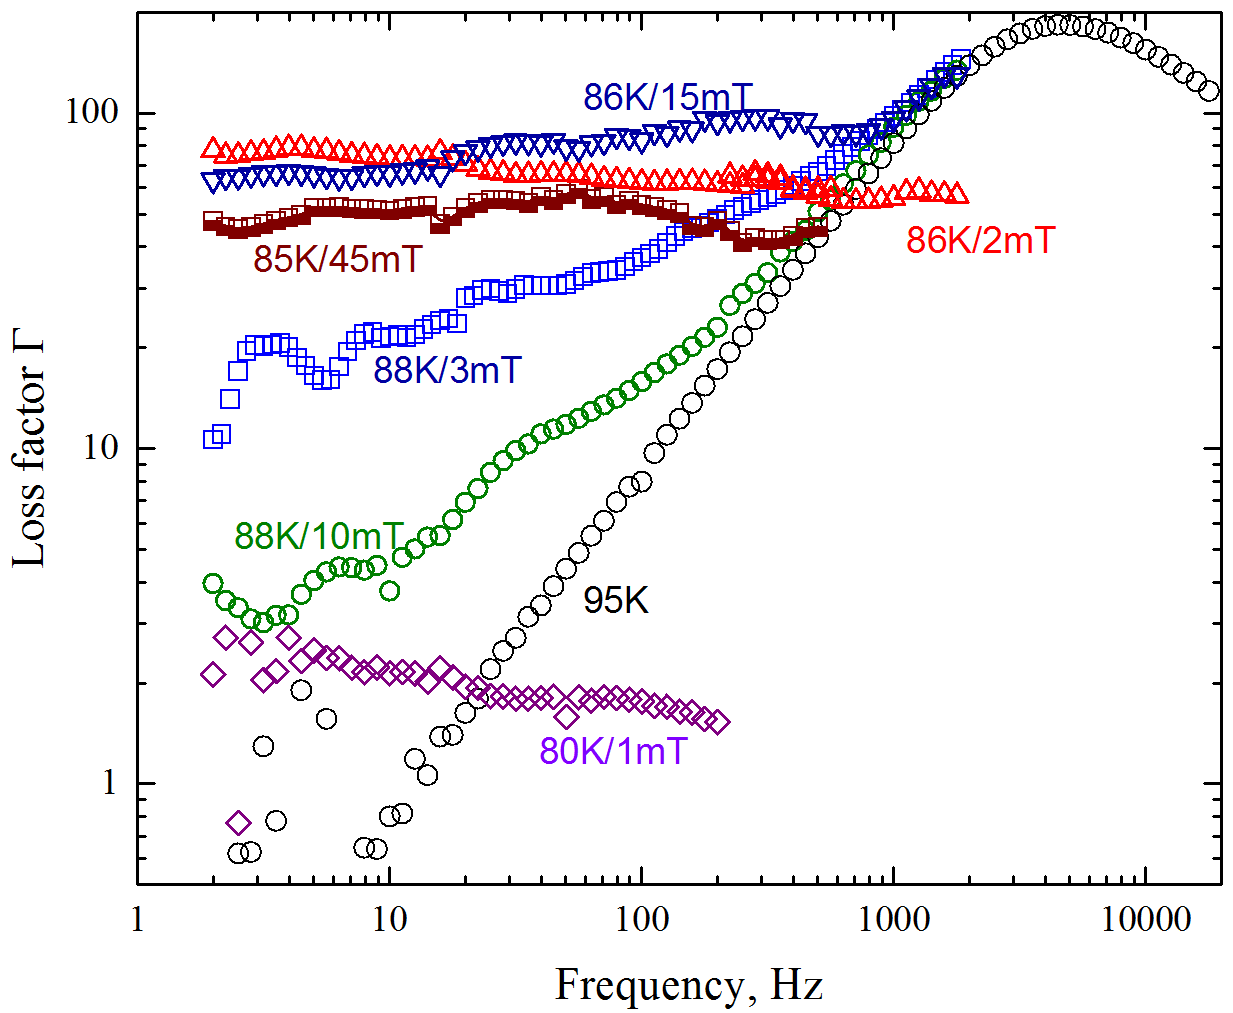 100
10
1
Loss factor Γ
86K/15mT
86K/2mT
85K/45mT
88K/3mT
88K/10mT
95K
80K/1mT
1 10 100 1000 10000
Frequency, Hz